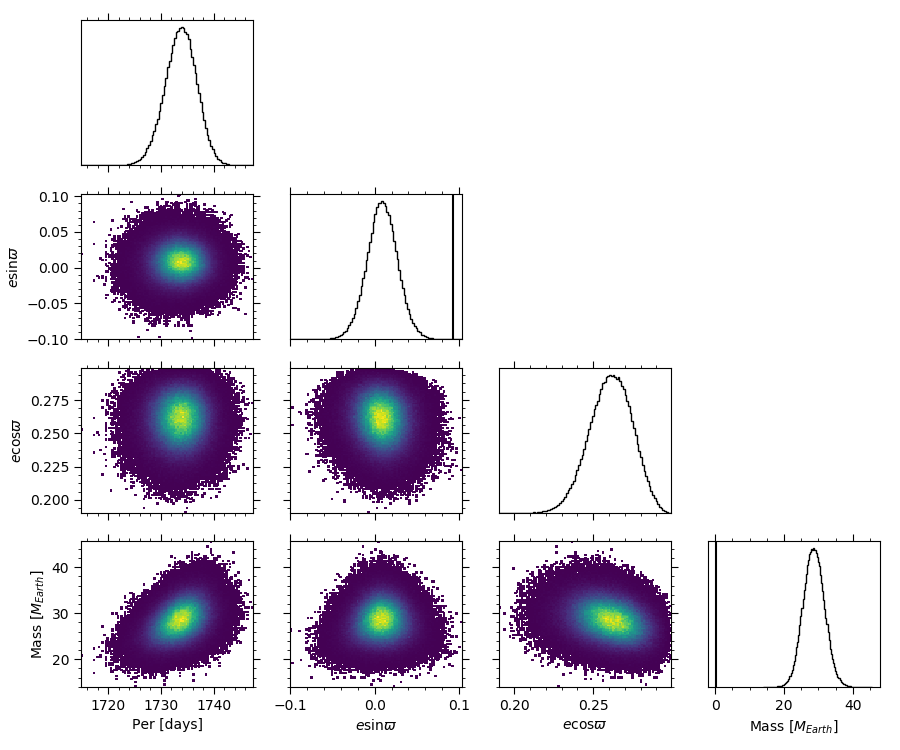 0.10
0.05
0.00
−0.05
−0.10
esinϖ
0.275
0.250
0.225
0.200
ecosϖ
40
30
20
Mass [M_Earth]
1720 1730 1740
Per [days]
−0.1 0.0 0.1
esinϖ
0.20 0.25
ecosϖ
0 20 40
Mass [M_Earth]